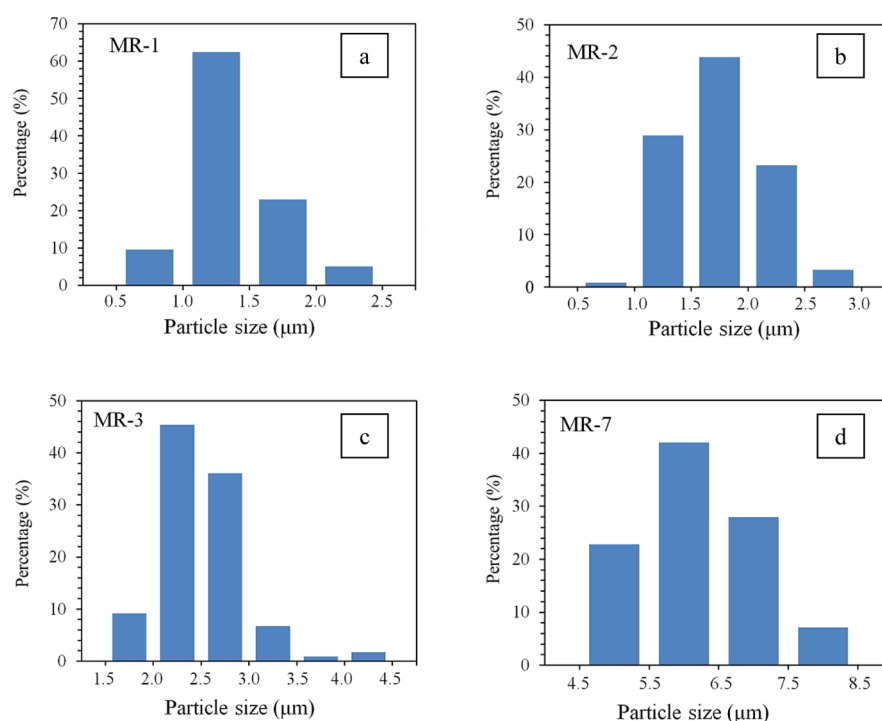 MR-1
a
Percentage (%)
70
60
50
40
30
20
10
0
0.5 1.0 1.5 2.0 2.5
Particle size (μm)
MR-2
b
Percentage (%)
50
40
30
20
10
0
0.5 1.0 1.5 2.0 2.5 3.0
Particle size (μm)
MR-3
c
Percentage (%)
50
40
30
20
10
0
1.5 2.0 2.5 3.0 3.5 4.0 4.5
Particle size (μm)
MR-7
d
Percentage (%)
50
40
30
20
10
0
4.5 5.5 6.5 7.5 8.5
Particle size (μm)